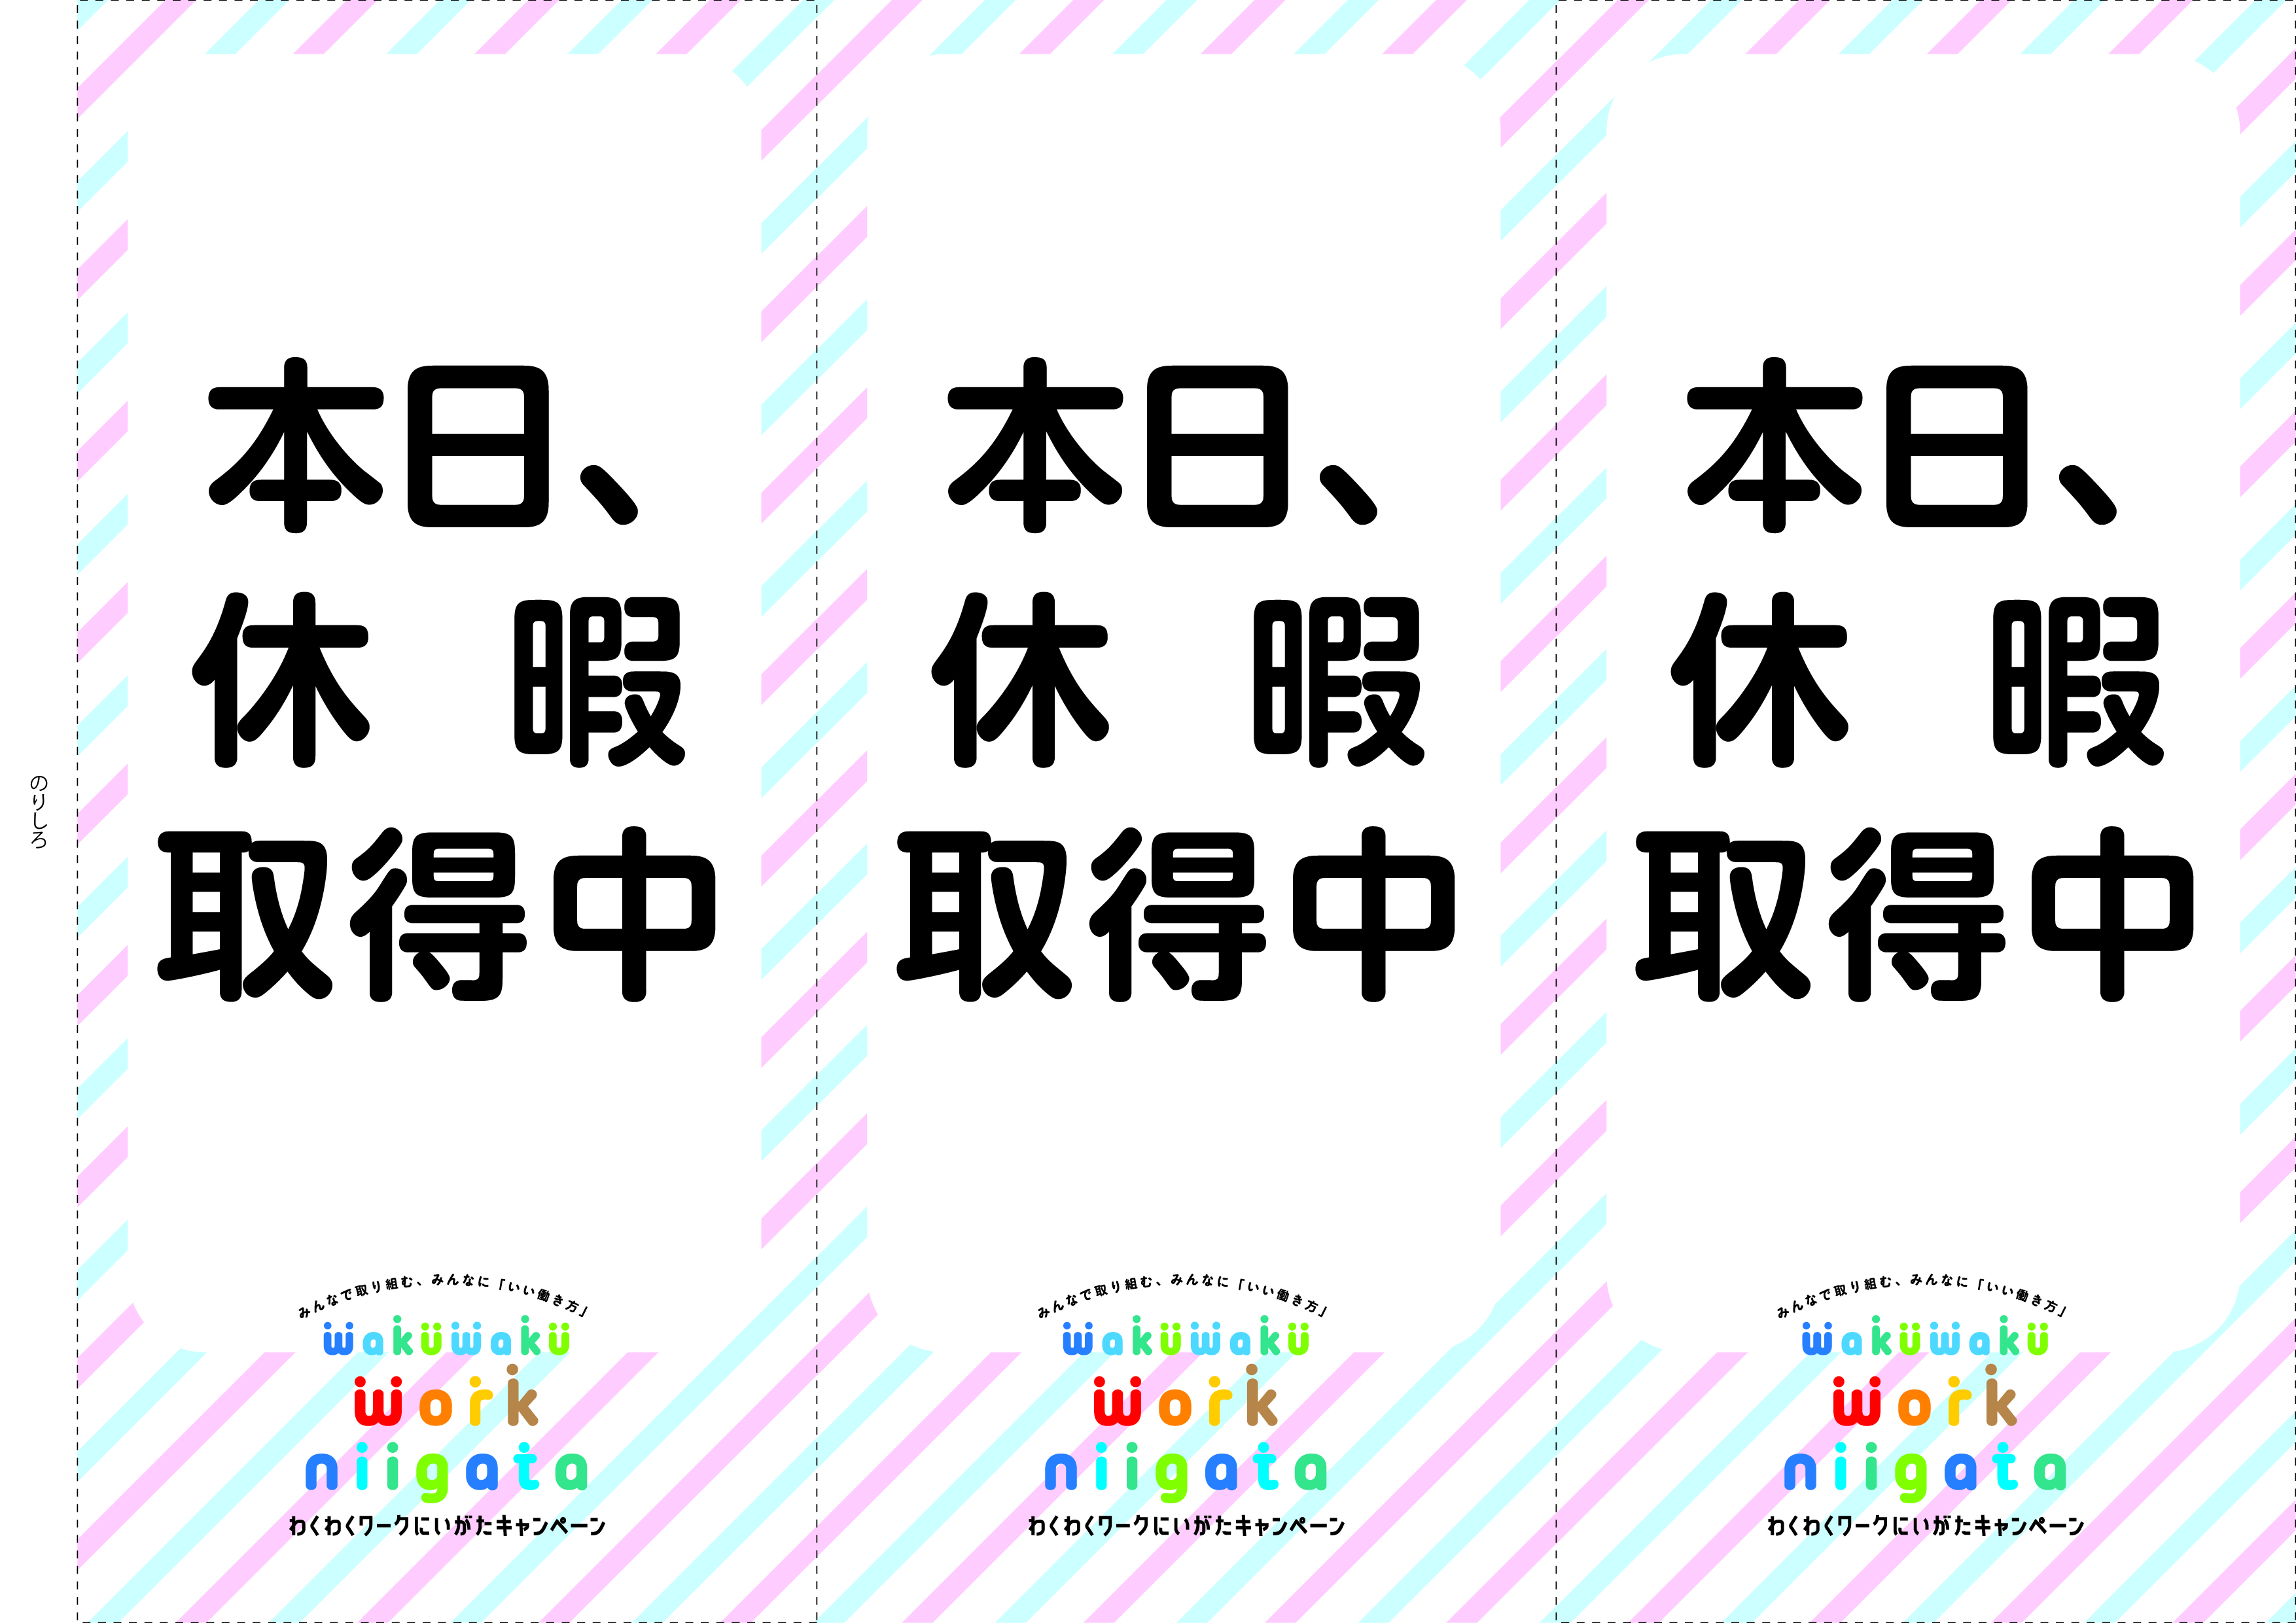 のりしろ
本日、
休 暇
取得中
みんなで取り組む、みんなに「いい働き方」
wakuwaku
work
niigata
わくわくワークにいがたキャンペーン
本日、
休 暇
取得中
みんなで取り組む、みんなに「いい働き方」
wakuwaku
work
niigata
わくわくワークにいがたキャンペーン
本日、
休 暇
取得中
みんなで取り組む、みんなに「いい働き方」
wakuwaku
work
niigata
わくわくワークにいがたキャンペーン